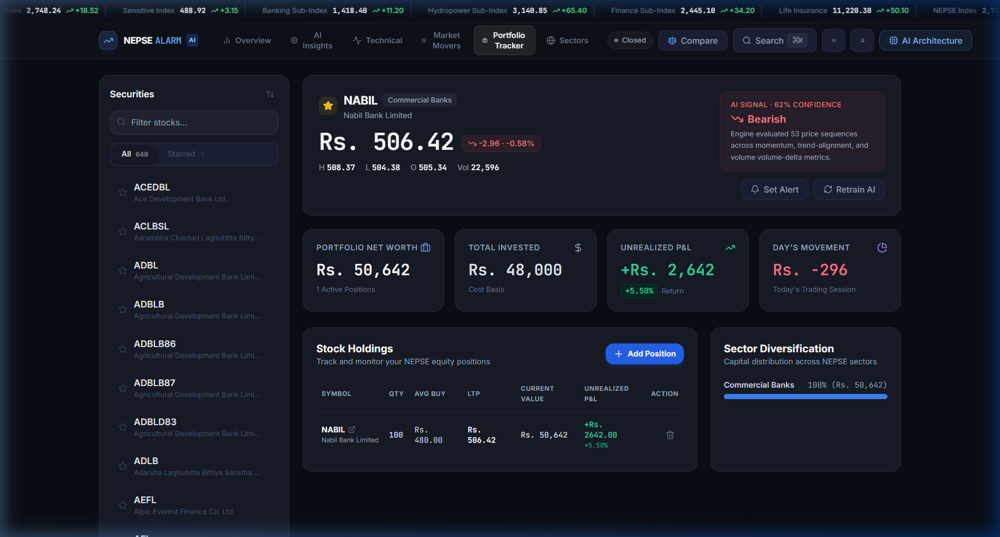 2,748.24 +18.52 Sensitive Index 488.92 +3.15 Banking Sub-Index 1,418.40 +11.20 Hydropower Sub-Index 3,140.85 +65.40 Finance Sub-Index 2,445.10 +34.20 Life Insurance 11,220.30 +50.10 NEPSE Index
NEPSE ALARM AI
Overview
AI
Insights
Technical
Market
Movers
Portfolio
Tracker
Sectors
Closed
Compare
Search ⌘K
AI Architecture
Securities
Filter stocks...
All 649 Starred 3
ACEDBL
Ace Development Bank Ltd.
ACLBSL
Aarambha Chautari Laghubitta Bitty...
ADBL
Agricultural Development Bank Limi...
ADBLB
Agricultural Development Bank Limi...
ADBLB86
Agricultural Development Bank Limi...
ADBLB87
Agricultural Development Bank Limi...
ADBLD83
Agricultural Development Bank Limi...
ADLB
Adarsha Laghubitta Bittiya Sanstha ...
AEFL
Alpic Everest Finance Co. Ltd.
NABIL Commercial Banks
Nabil Bank Limited
Rs. 506.42 -2.96 · -0.58%
H 508.37 L 504.38 O 505.34 Vol 22,596
AI SIGNAL · 62% CONFIDENCE
Bearish
Engine evaluated 53 price sequences
across momentum, trend-alignment, and
volume volume-delta metrics.
Set Alert Retrain AI
PORTFOLIO NET WORTH
Rs. 50,642
1 Active Positions
TOTAL INVESTED
Rs. 48,000
Cost Basis
UNREALIZED P&L
+Rs. 2,642
+5.50% Return
DAY'S MOVEMENT
Rs. -296
Today's Trading Session
Stock Holdings
Track and monitor your NEPSE equity positions
Add Position
SYMBOL QTY AVG BUY LTP CURRENT VALUE UNREALIZED P&L ACTION
NABIL
Nabil Bank Limited
100
Rs.
480.00
Rs.
506.42
Rs. 50,642
+Rs.
2642.00
+5.50%
Sector Diversification
Capital distribution across NEPSE sectors
Commercial Banks 100% (Rs. 50,642)